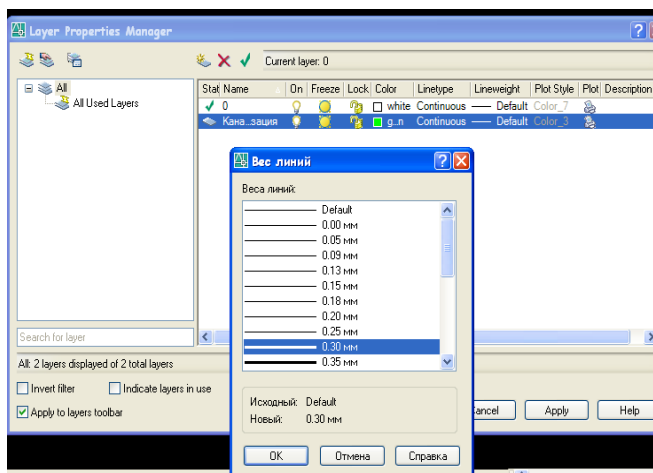 Layer Properties Manager
Current layer: 0
All
All Used Layers
Stat Name On Freeze Lock Color Linetype Lineweight Plot Style Plot Description
0 white Continuous Default Color_7
Кана...зация g..n Continuous Default Color_3
Вес линий
Веса линий:
Default
0.00 мм
0.05 мм
0.09 мм
0.13 мм
0.15 мм
0.18 мм
0.20 мм
0.25 мм
0.30 мм
0.35 мм
Search for layer
All: 2 layers displayed of 2 total layers
Invert filter Indicate layers in use
Apply to layers toolbar
Исходный: Default
Новый: 0.30 мм
ancel Apply Help
OK Отмена Справка